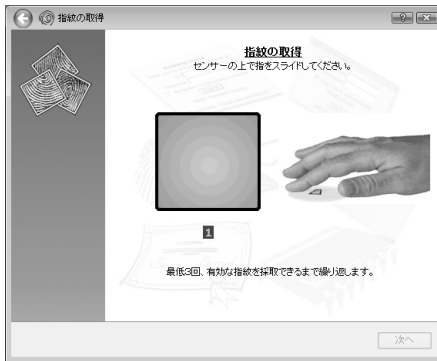 指紋の取得
指紋の取得
センサーの上で指をスライドしてください。
1
最低3回、有効な指紋を採取できるまで繰り返します。
次へ